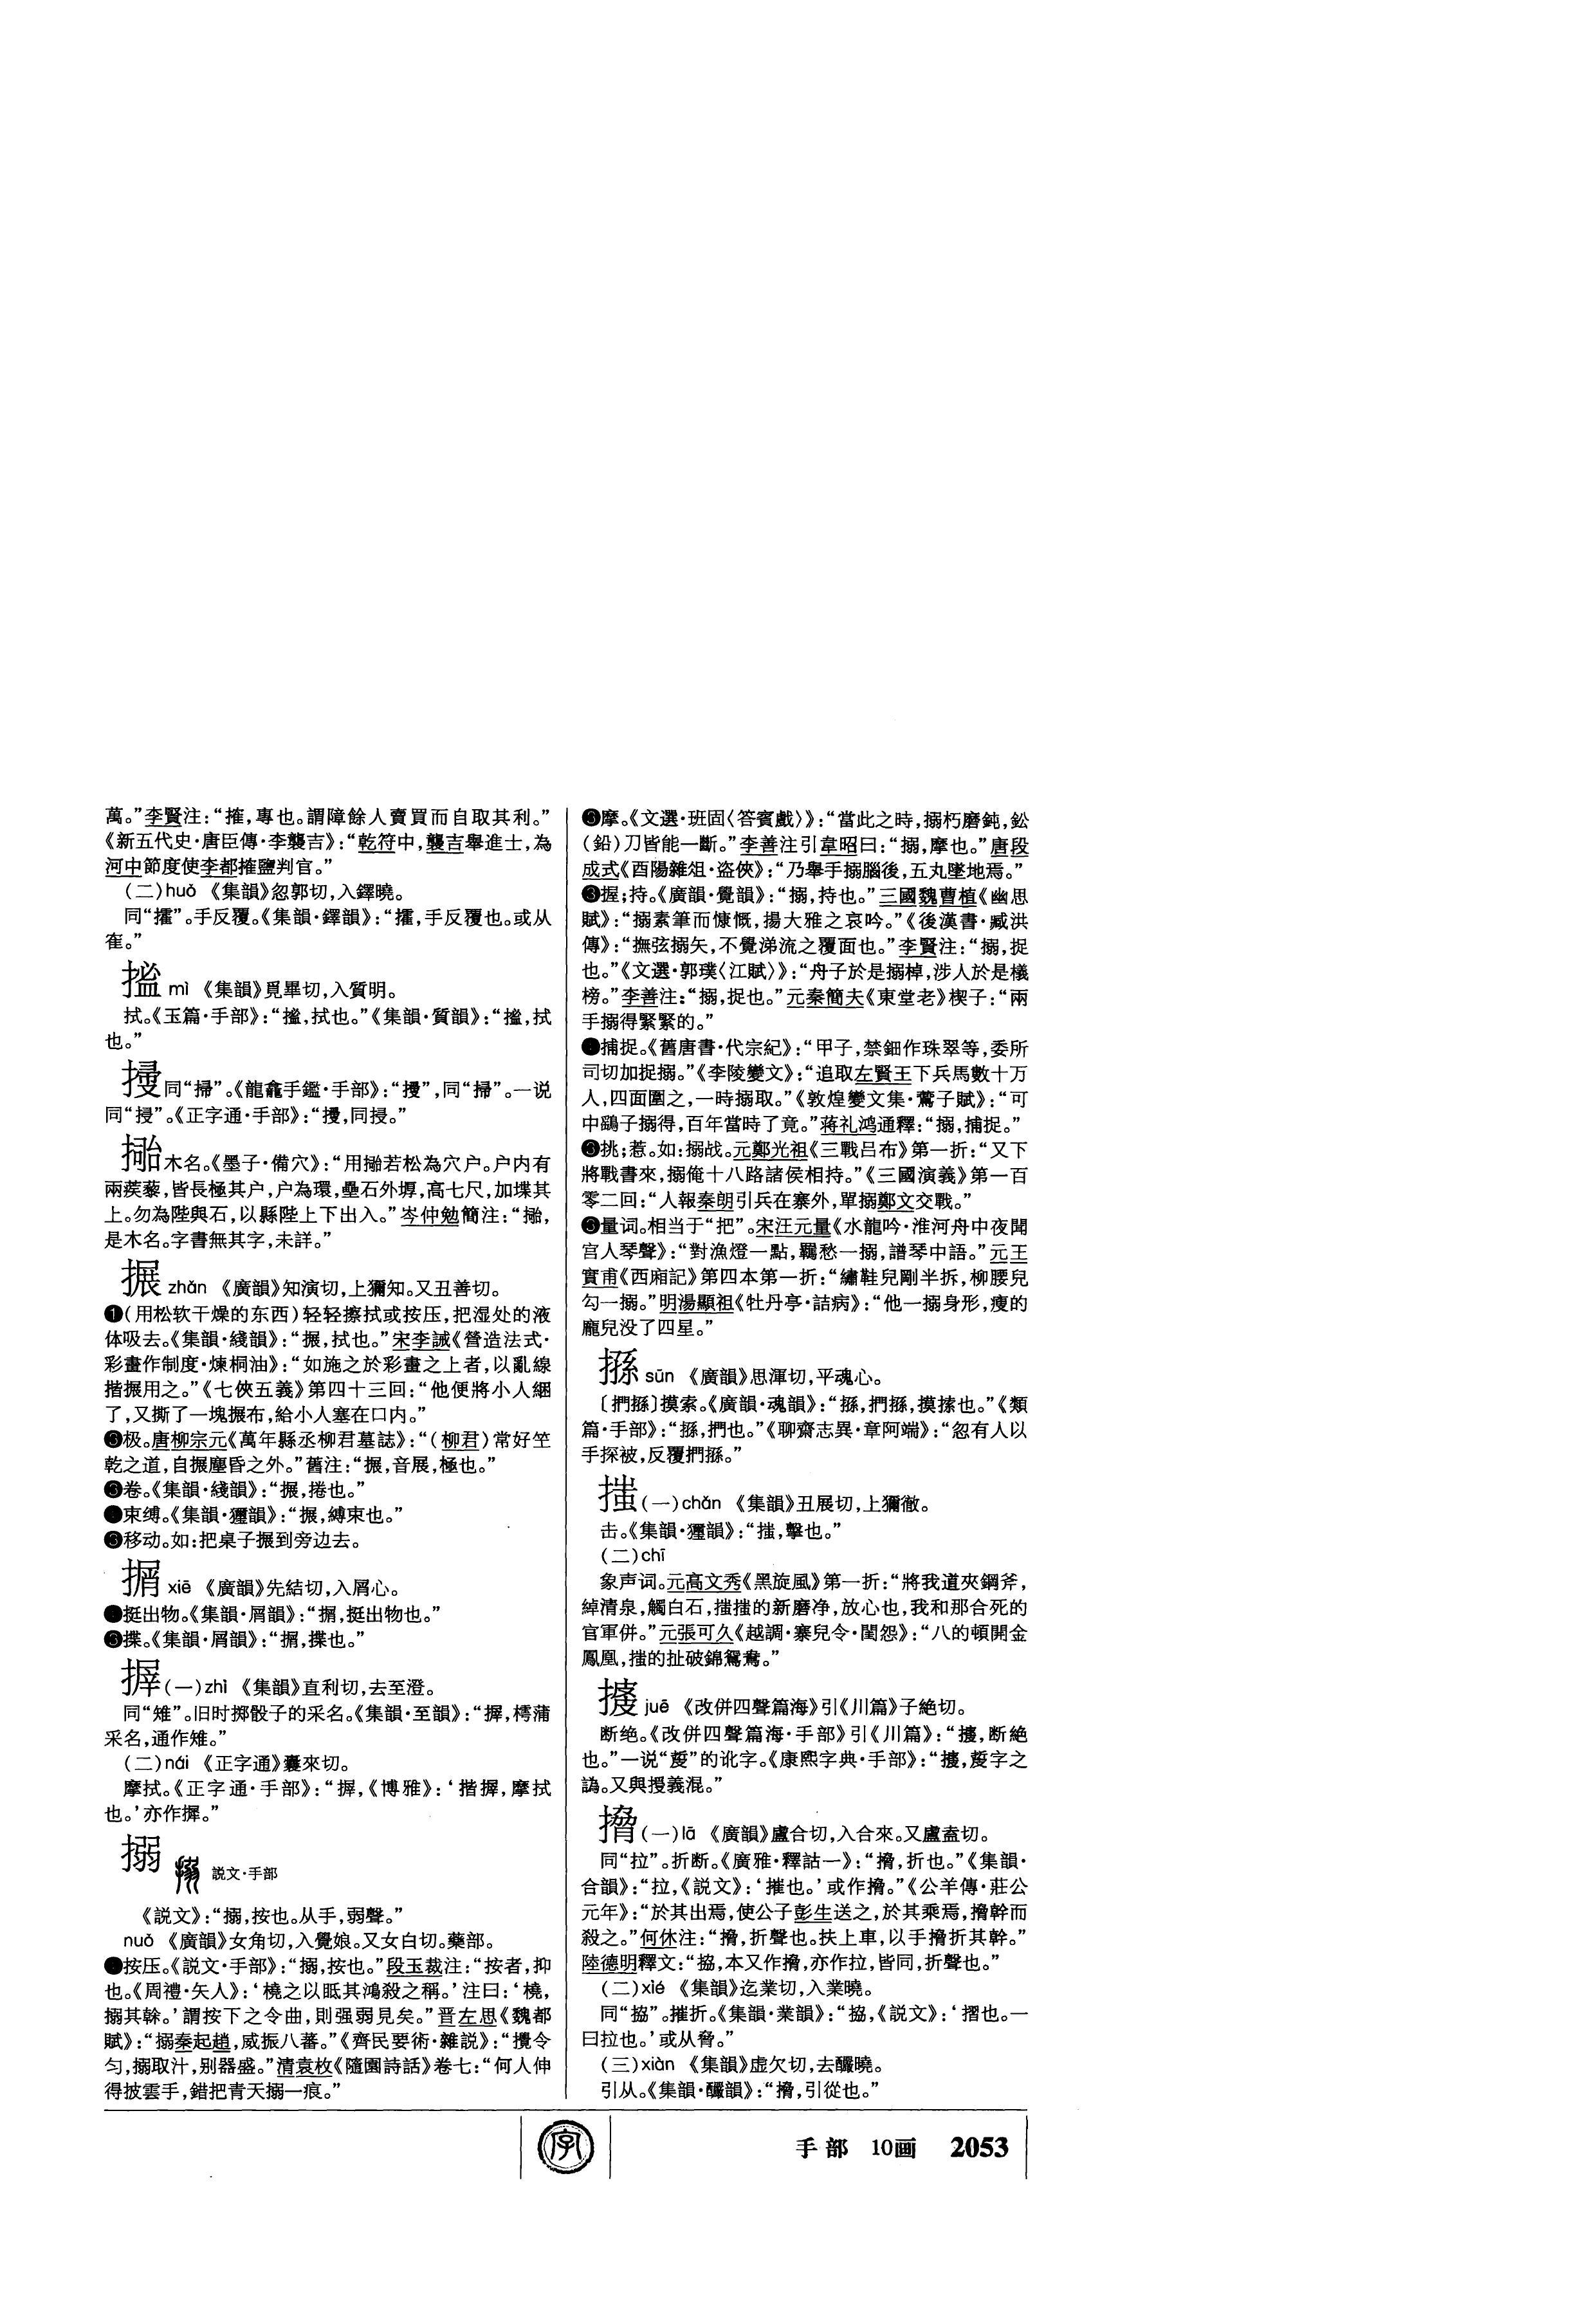 萬。”李賢注：“搉，專也。謂障餘人賣買而自取其利。”
《新五代史·唐臣傳·李襲吉》：“乾符中，襲吉舉進士，為
河中節度使李都搉鹽判官。”
（二）huǒ 《集韻》忽郭切，入鐸曉。
同“㩴”。手反覆。《集韻·鐸韻》：“㩴，手反覆也。或从
隺。”
mì 《集韻》覓畢切，入質明。
拭。《玉篇·手部》：“，拭也。”《集韻·質韻》：“，拭
也。”
同“掃”。《龍龕手鑑·手部》：“”，同“掃”。一说
同“授”。《正字通·手部》：“，同授。”
木名。《墨子·備穴》：“用若松為穴户。户内有
兩蒺藜，皆長極其户，户為環，壘石外埻，高七尺，加堞其
上。勿為陛與石，以縣陛上下出入。”岑仲勉簡注：“，
是木名。字書無其字，未詳。”
搌 zhǎn 《廣韻》知演切，上獮知。又丑善切。
❶（用松软干燥的东西）轻轻擦拭或按压，把湿处的液
体吸去。《集韻·綫韻》：“搌，拭也。”宋李誡《營造法式·
彩畫作制度·煉桐油》：“如施之於彩畫之上者，以亂線
揩搌用之。”《七俠五義》第四十三回：“他便將小人綑
了，又撕了一塊搌布，給小人塞在口内。”
极。唐柳宗元《萬年縣丞柳君墓誌》：“（柳君）常好竺
乾之道，自搌塵昏之外。”舊注：“搌，音展，極也。”
卷。《集韻·綫韻》：“搌，捲也。”
束缚。《集韻·𤣗韻》：“搌，縛束也。”
移动。如：把桌子搌到旁边去。
揟 xiē 《廣韻》先結切，入屑心。
挺出物。《集韻·屑韻》：“，挺出物也。”
揲。《集韻·屑韻》：“，揲也。”
（一）zhì 《集韻》直利切，去至澄。
同“雉”。旧时掷骰子的采名。《集韻·至韻》：“，樗蒲
采名，通作雉。”
（二）nái 《正字通》囊來切。
摩拭。《正字通·手部》：“，《博雅》：‘揩，摩拭
也。’亦作。”
搦 説文·手部
《説文》：“搦，按也。从手，弱聲。”
nuò 《廣韻》女角切，入覺娘。又女白切。藥部。
按压。《説文·手部》：“搦，按也。”段玉裁注：“按者，抑
也。《周禮·矢人》：‘橈之以眡其鴻殺之稱。’注曰：‘橈，
搦其榦。’謂按下之令曲，則强弱見矣。”晋左思《魏都
賦》：“搦秦起趙，威振八蕃。”《齊民要術·雜説》：“攪令
匀，搦取汁，别器盛。”清袁枚《隨園詩話》卷七：“何人伸
得披雲手，錯把青天搦一痕。”
摩。《文選·班固〈答賓戲〉》：“當此之時，搦朽磨鈍，鈆
（鉛）刀皆能一斷。”李善注引韋昭曰：“搦，摩也。”唐段
成式《酉陽雜俎·盗俠》：“乃舉手搦腦後，五丸墜地焉。”
握；持。《廣韻·覺韻》：“搦，持也。”三國魏曹植《幽思
賦》：“搦素筆而慷慨，揚大雅之哀吟。”《後漢書·臧洪
傳》：“撫弦搦矢，不覺涕流之覆面也。”李賢注：“搦，捉
也。”《文選·郭璞〈江賦〉》：“舟子於是搦棹，涉人於是檥
榜。”李善注：“搦，捉也。”元秦簡夫《東堂老》楔子：“兩
手搦得緊緊的。”
捕捉。《舊唐書·代宗紀》：“甲子，禁鈿作珠翠等，委所
司切加捉搦。”《李陵變文》：“追取左賢王下兵馬數十万
人，四面圍之，一時搦取。”《敦煌變文集·鷰子賦》：“可
中鷂子搦得，百年當時了竟。”蒋礼鸿通釋：“搦，捕捉。”
挑；惹。如：搦战。元鄭光祖《三戰吕布》第一折：“又下
將戰書來，搦俺十八路諸侯相持。”《三國演義》第一百
零二回：“人報秦朗引兵在寨外，單搦鄭文交戰。”
量词。相当于“把”。宋汪元量《水龍吟·淮河舟中夜聞
宫人琴聲》：“對漁燈一點，羈愁一搦，譜琴中語。”元王
實甫《西廂記》第四本第一折：“繡鞋兒剛半拆，柳腰兒
勾一搦。”明湯顯祖《牡丹亭·詰病》：“他一搦身形，瘦的
龐兒没了四星。”
搎 sūn 《廣韻》思渾切，平魂心。
〔捫搎〕摸索。《廣韻·魂韻》：“搎，捫搎，摸捼也。”《類
篇·手部》：“搎，捫也。”《聊齋志異·章阿端》：“忽有人以
手探被，反覆捫搎。”
㨔（一）chǎn 《集韻》丑展切，上獮徹。
击。《集韻·𤣗韻》：“㨔，擊也。”
（二）chī
象声词。元高文秀《黑旋風》第一折：“將我道夾鋼斧，
綽清泉，觸白石，㨔㨔的新磨净，放心也，我和那合死的
官軍併。”元張可久《越調·寨兒令·閨怨》：“八的頓開金
鳳凰，㨔的扯破錦鴛鴦。”
juē 《改併四聲篇海》引《川篇》子絶切。
断绝。《改併四聲篇海·手部》引《川篇》：“，断絶
也。”一说“”的讹字。《康熙字典·手部》：“，字之
譌。又與授義混。”
㩉（一）lā 《廣韻》盧合切，入合來。又盧盍切。
同“拉”。折断。《廣雅·釋詁一》：“，折也。”《集韻·
合韻》：“拉，《説文》：‘摧也。’或作。”《公羊傳·莊公
元年》：“於其出焉，使公子彭生送之，於其乘焉，幹而
殺之。”何休注：“，折聲也。扶上車，以手折其幹。”
陸德明釋文：“拹，本又作，亦作拉，皆同，折聲也。”
（二）xié 《集韻》迄業切，入業曉。
同“拹”。摧折。《集韻·業韻》：“拹，《説文》：‘摺也。一
曰拉也。’或从脅。”
（三）xiàn 《集韻》虚欠切，去釅曉。
引从。《集韻·釅韻》：“，引從也。”
字
手部 10画 2053